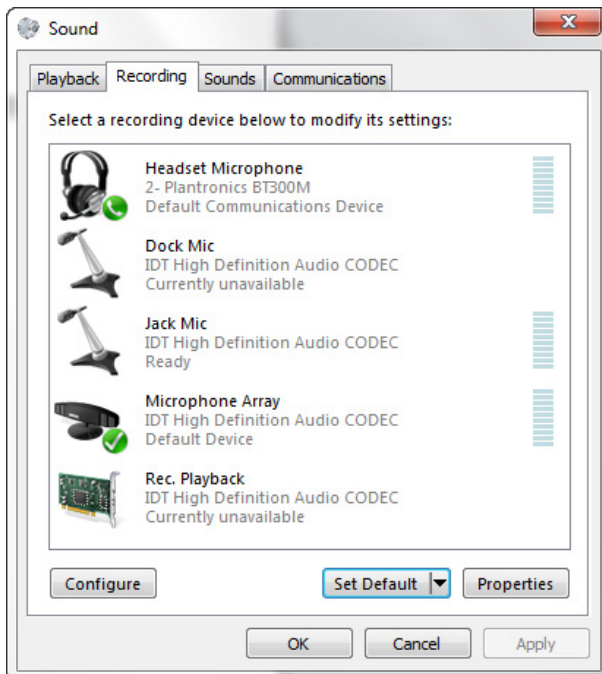 Sound
Playback Recording Sounds Communications
Select a recording device below to modify its settings:
Headset Microphone
2- Plantronics BT300M
Default Communications Device
Dock Mic
IDT High Definition Audio CODEC
Currently unavailable
Jack Mic
IDT High Definition Audio CODEC
Ready
Microphone Array
IDT High Definition Audio CODEC
Default Device
Rec. Playback
IDT High Definition Audio CODEC
Currently unavailable
Configure Set Default Properties
OK Cancel Apply